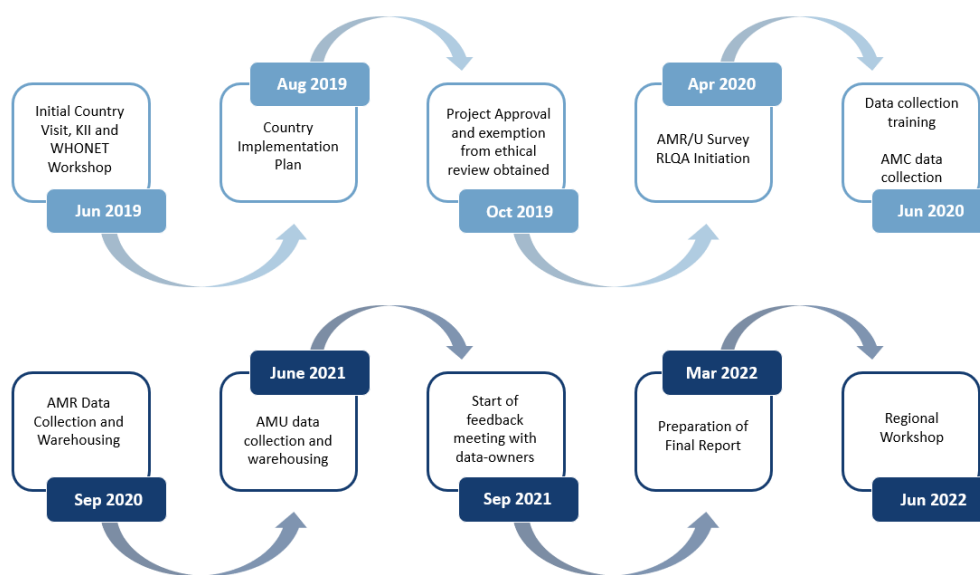 Initial Country
Visit, KII and
WHONET
Workshop
Jun 2019
Aug 2019
Country
Implementation
Plan
Project Approval
and exemption
from ethical
review obtained
Oct 2019
Apr 2020
AMR/U Survey
RLQA Initiation
Data collection
training
AMC data
collection
Jun 2020
AMR Data
Collection and
Warehousing
Sep 2020
June 2021
AMU data
collection and
warehousing
Start of
feedback
meeting with
data-owners
Sep 2021
Mar 2022
Preparation of
Final Report
Regional
Workshop
Jun 2022